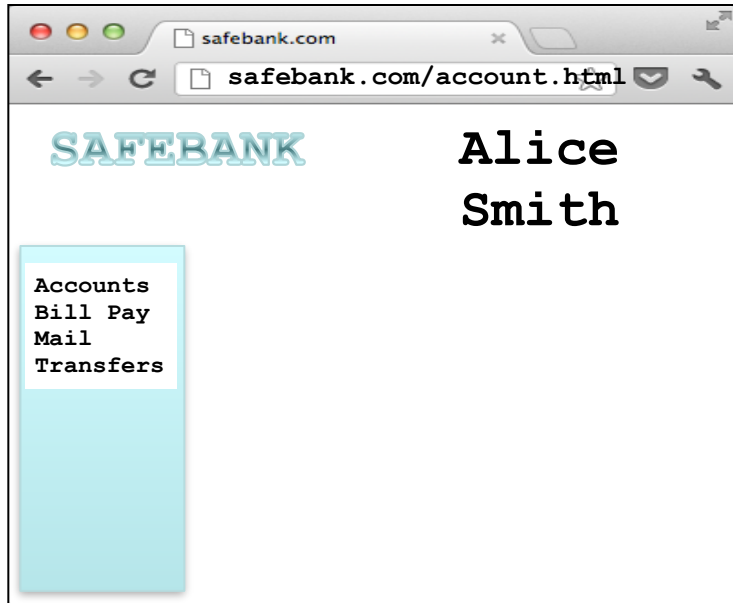 safebank.com
safebank.com/account.html
SAFEBANK
Alice
Smith
Accounts
Bill Pay
Mail
Transfers